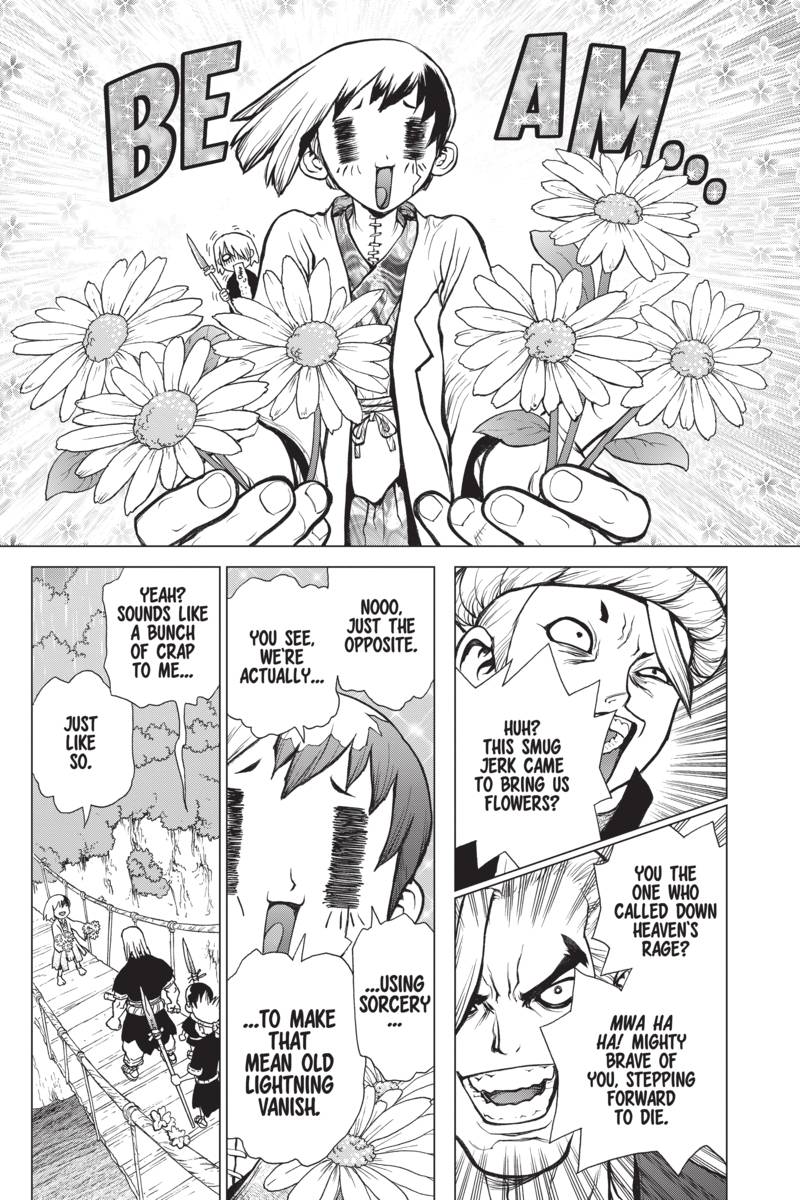 BE AM...
HUH?
THIS SMUG
JERK CAME
TO BRING US
FLOWERS?
YOU THE
ONE WHO
CALLED DOWN
HEAVEN'S
RAGE?
MWA HA
HA! MIGHTY
BRAVE OF
YOU, STEPPING
FORWARD
TO DIE.
NOOO,
JUST THE
OPPOSITE.
YOU SEE,
WE'RE
ACTUALLY...
...USING
SORCERY
...
...TO MAKE
THAT
MEAN OLD
LIGHTNING
VANISH.
YEAH?
SOUNDS LIKE
A BUNCH
OF CRAP
TO ME...
JUST
LIKE
SO.